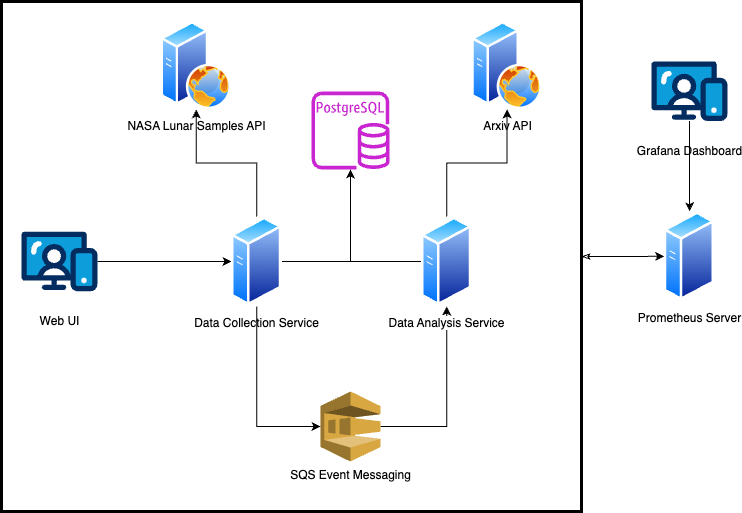 PostgreSQL
NASA Lunar Samples API
Arxiv API
Grafana Dashboard
Web UI
Data Collection Service
Data Analysis Service
Prometheus Server
SQS Event Messaging